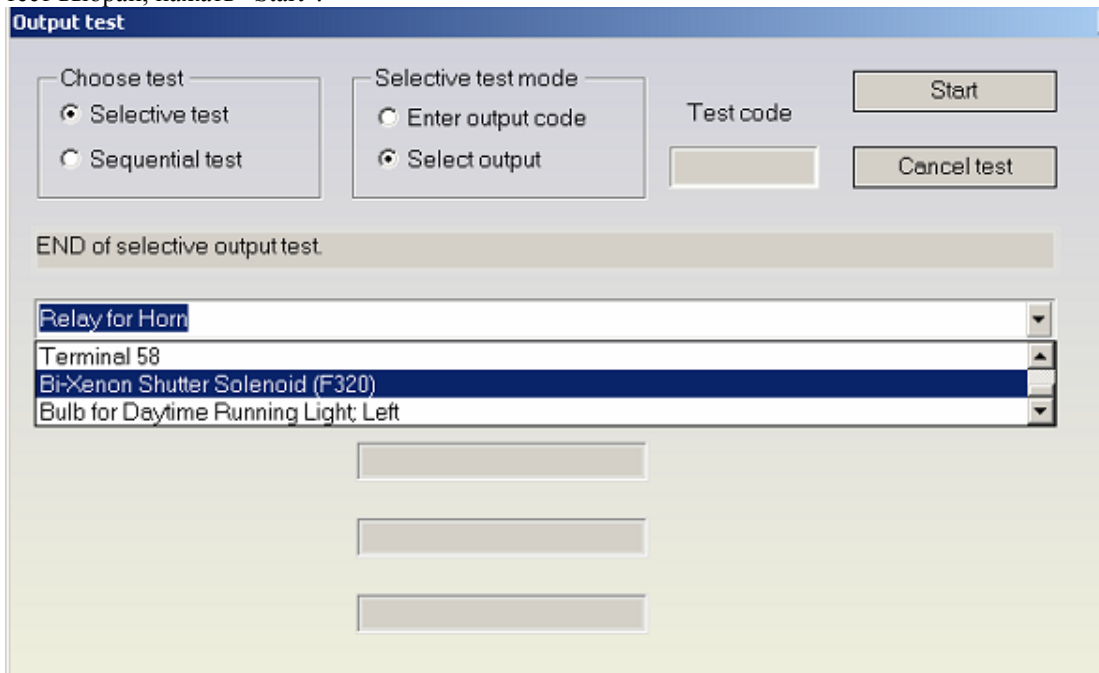 "Start".
Output test
Choose test
Selective test
Sequential test
Selective test mode
Enter output code
Select output
Test code
Start
Cancel test
END of selective output test.
Relay for Horn
Terminal 58
Bi-Xenon Shutter Solenoid (F320)
Bulb for Daytime Running Light; Left